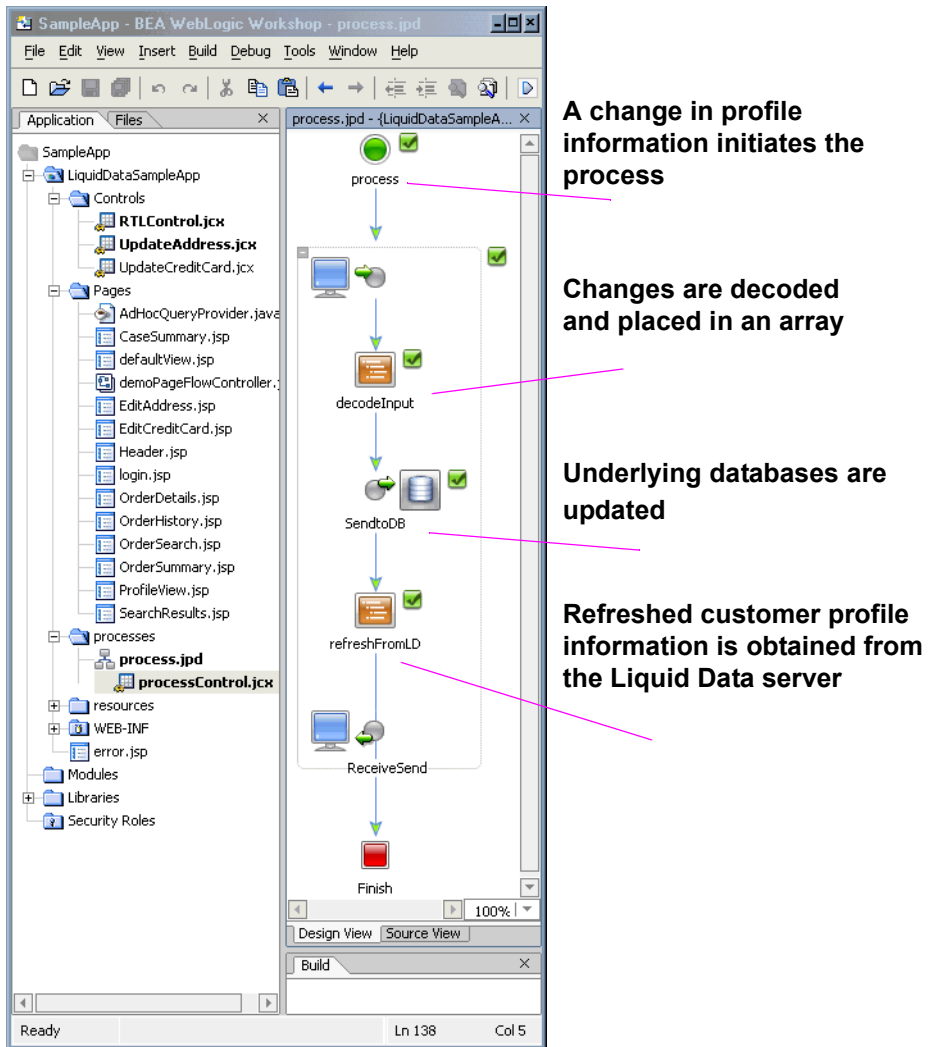 SampleApp - BEA WebLogic Workshop - process.jpd
File Edit View Insert Build Debug Tools Window Help
Application Files
SampleApp
LiquidDataSampleApp
Controls
RTLControl.jcx
UpdateAddress.jcx
UpdateCreditCard.jcx
Pages
AdHocQueryProvider.java
CaseSummary.jsp
defaultView.jsp
demoPageFlowController.j
EditAddress.jsp
EditCreditCard.jsp
Header.jsp
login.jsp
OrderDetails.jsp
OrderHistory.jsp
OrderSearch.jsp
OrderSummary.jsp
ProfileView.jsp
SearchResults.jsp
processes
process.jpd
processControl.jcx
resources
WEB-INF
error.jsp
Modules
Libraries
Security Roles
process.jpd - {LiquidDataSampleA...
process
decodeInput
SendtoDB
refreshFromLD
ReceiveSend
Finish
100%
Design View Source View
Build
Ready Ln 138 Col 5
A change in profile
information initiates the
process
Changes are decoded
and placed in an array
Underlying databases are
updated
Refreshed customer profile
information is obtained from
the Liquid Data server